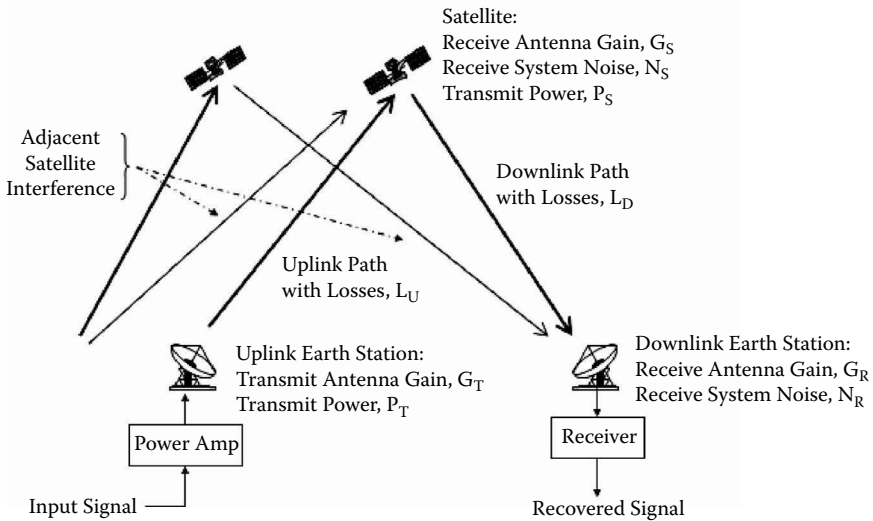 Satellite:
Receive Antenna Gain, G_S
Receive System Noise, N_S
Transmit Power, P_S
Adjacent
Satellite
Interference
Downlink Path
with Losses, L_D
Uplink Path
with Losses, L_U
Uplink Earth Station:
Transmit Antenna Gain, G_T
Transmit Power, P_T
Downlink Earth Station:
Receive Antenna Gain, G_R
Receive System Noise, N_R
Power Amp
Receiver
Input Signal
Recovered Signal